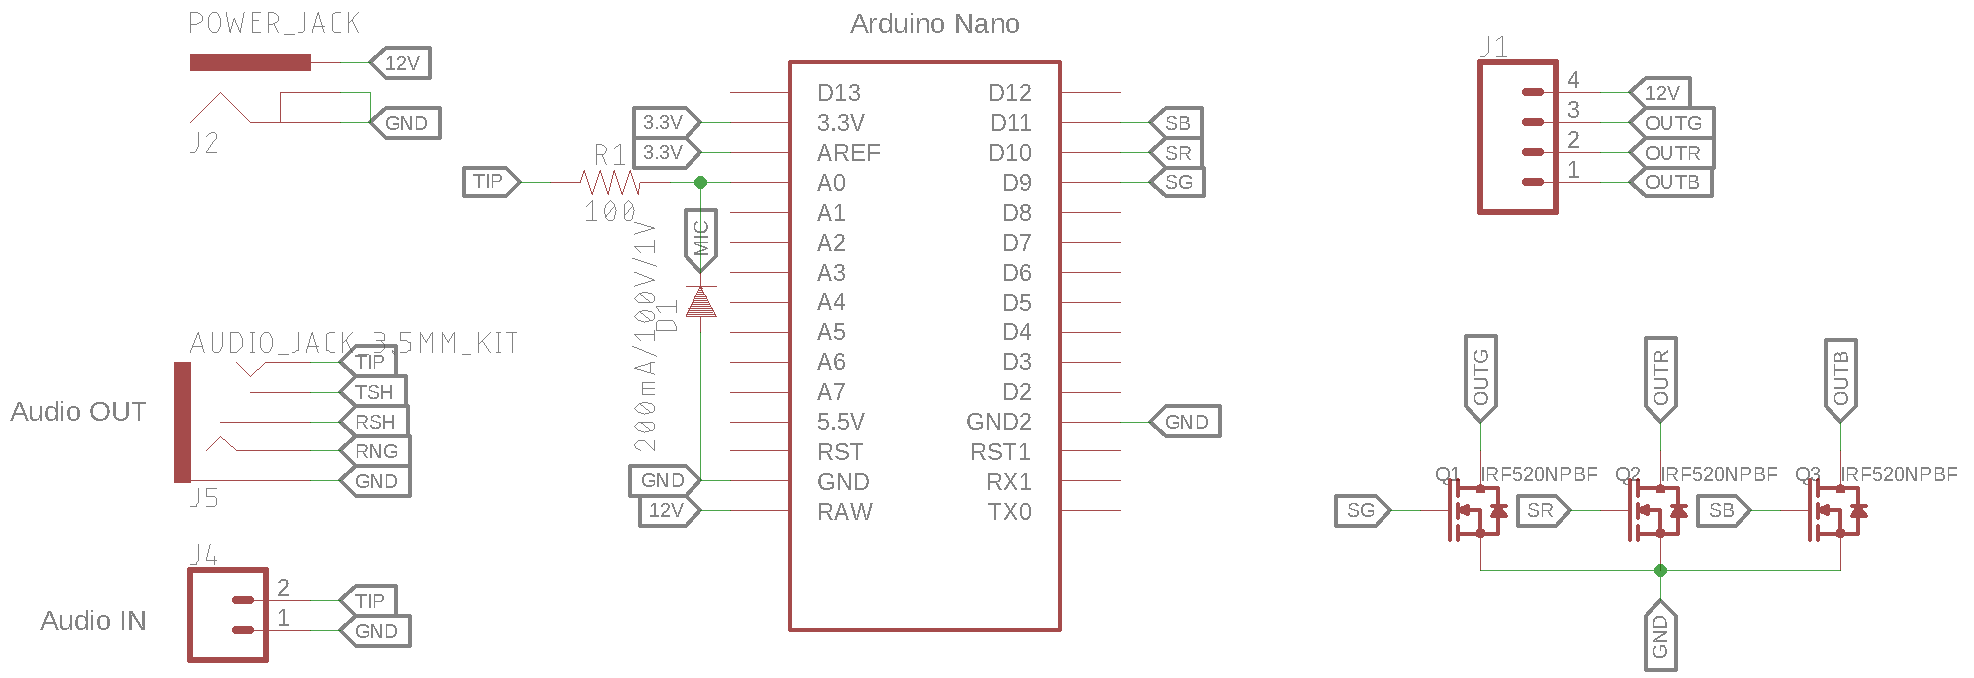 POWER_JACK
12V
GND
J2
Arduino Nano
D13
3.3V
AREF
A0
A1
A2
A3
A4
A5
A6
A7
5.5V
RST
GND
RAW
D12
D11
D10
D9
D8
D7
D6
D5
D4
D3
D2
GND2
RST1
RX1
TX0
3.3V
3.3V
TIP
R1
100
MIC
D1
200mA/100V/1V
GND
12V
SB
SR
SG
GND
J1
4
3
2
1
12V
OUTG
OUTR
OUTB
AUDIO_JACK_3.5MM_KIT
TIP
TSH
RSH
RNG
GND
Audio OUT
J5
J4
2
1
TIP
GND
Audio IN
OUTG
OUTR
OUTB
Q1
IRF520NPBF
Q2
IRF520NPBF
Q3
IRF520NPBF
SG
SR
SB
GND